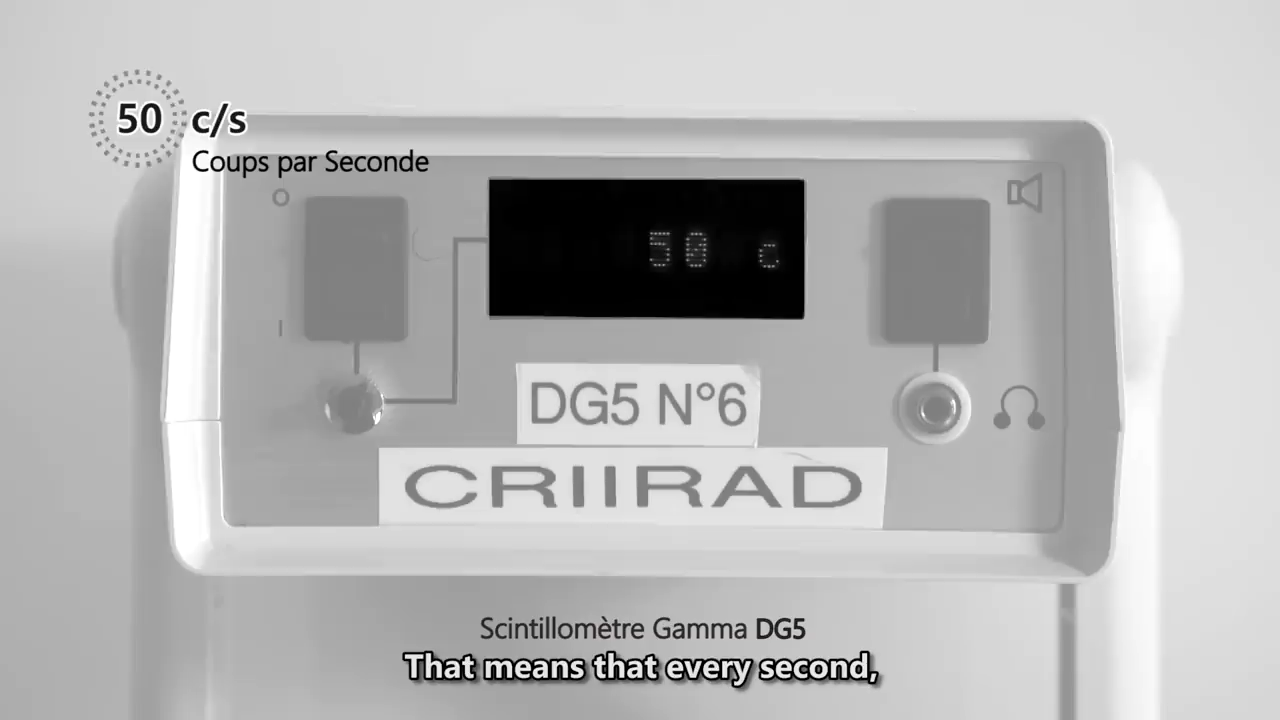 50 c/s
Coups par Seconde
O
I
50 c
DG5 N°6
CRIIRAD
Scintillomètre Gamma DG5
That means that every second,